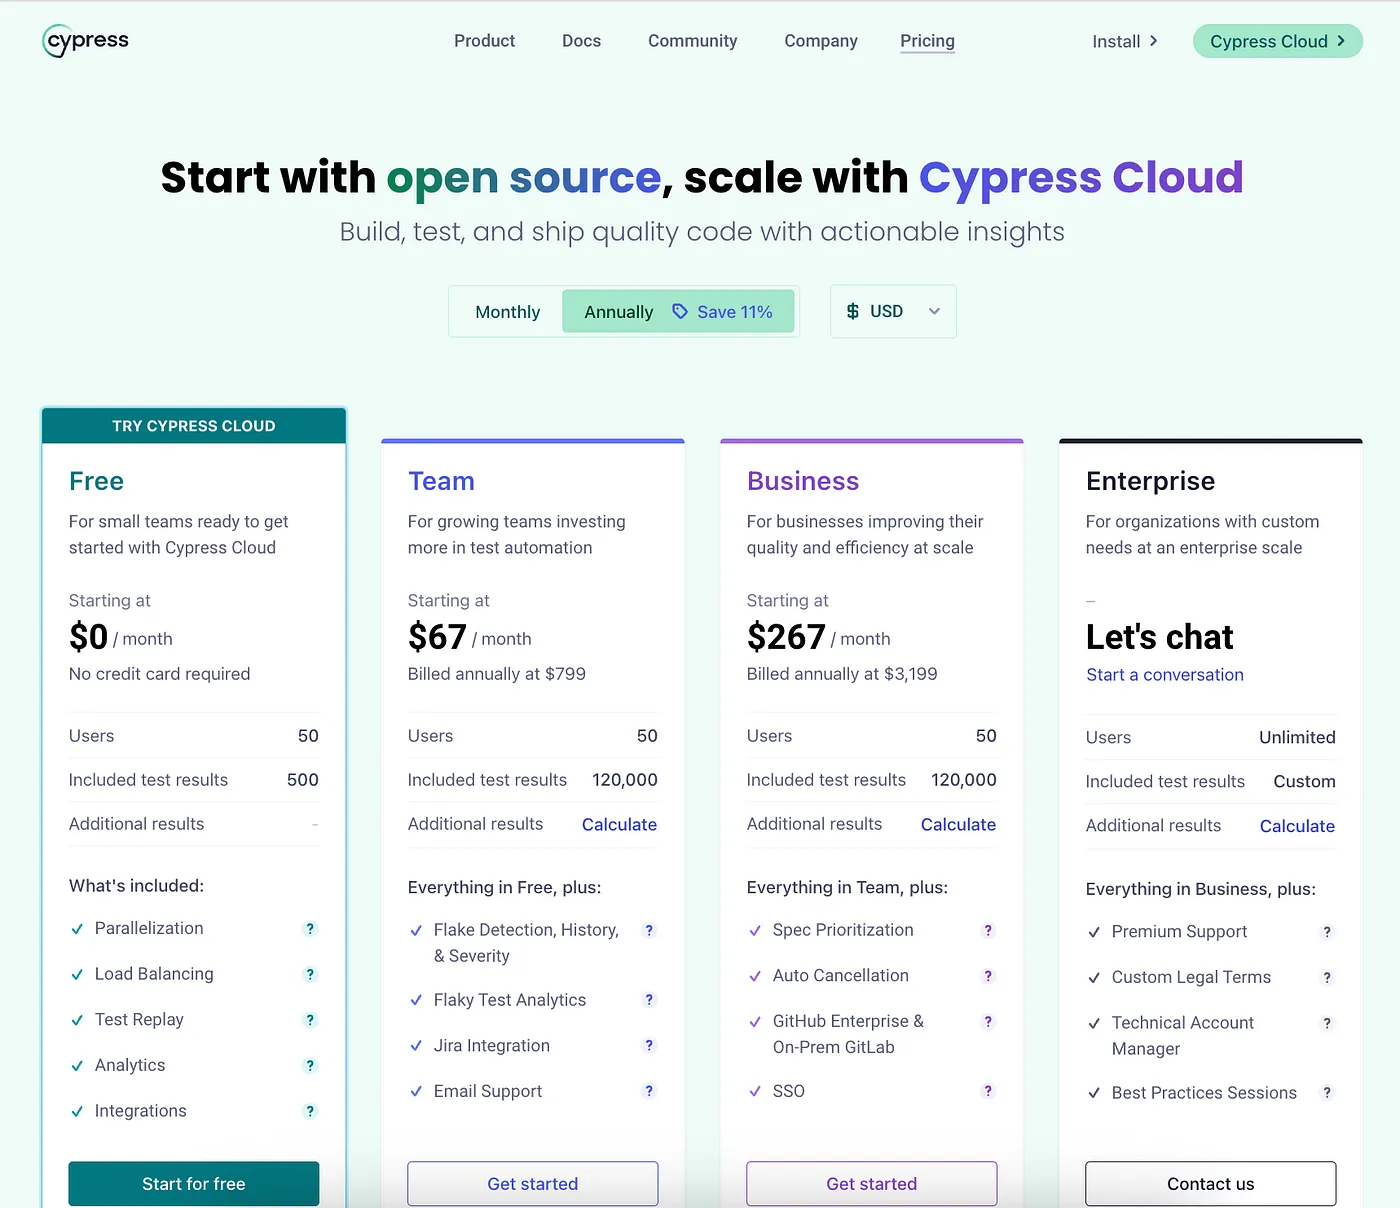 cypress
Product
Docs
Community
Company
Pricing
Install
Cypress Cloud
Start with open source, scale with Cypress Cloud
Build, test, and ship quality code with actionable insights
Monthly
Annually
Save 11%
$ USD
TRY CYPRESS CLOUD
Free
For small teams ready to get
started with Cypress Cloud
Starting at
$0 / month
No credit card required
Users 50
Included test results 500
Additional results -
What's included:
Parallelization ?
Load Balancing ?
Test Replay ?
Analytics ?
Integrations ?
Start for free
Team
For growing teams investing
more in test automation
Starting at
$67 / month
Billed annually at $799
Users 50
Included test results 120,000
Additional results Calculate
Everything in Free, plus:
Flake Detection, History, ?
& Severity
Flaky Test Analytics ?
Jira Integration ?
Email Support ?
Get started
Business
For businesses improving their
quality and efficiency at scale
Starting at
$267 / month
Billed annually at $3,199
Users 50
Included test results 120,000
Additional results Calculate
Everything in Team, plus:
Spec Prioritization ?
Auto Cancellation ?
GitHub Enterprise & ?
On-Prem GitLab
SSO ?
Get started
Enterprise
For organizations with custom
needs at an enterprise scale
–
Let's chat
Start a conversation
Users Unlimited
Included test results Custom
Additional results Calculate
Everything in Business, plus:
Premium Support ?
Custom Legal Terms ?
Technical Account ?
Manager
Best Practices Sessions ?
Contact us